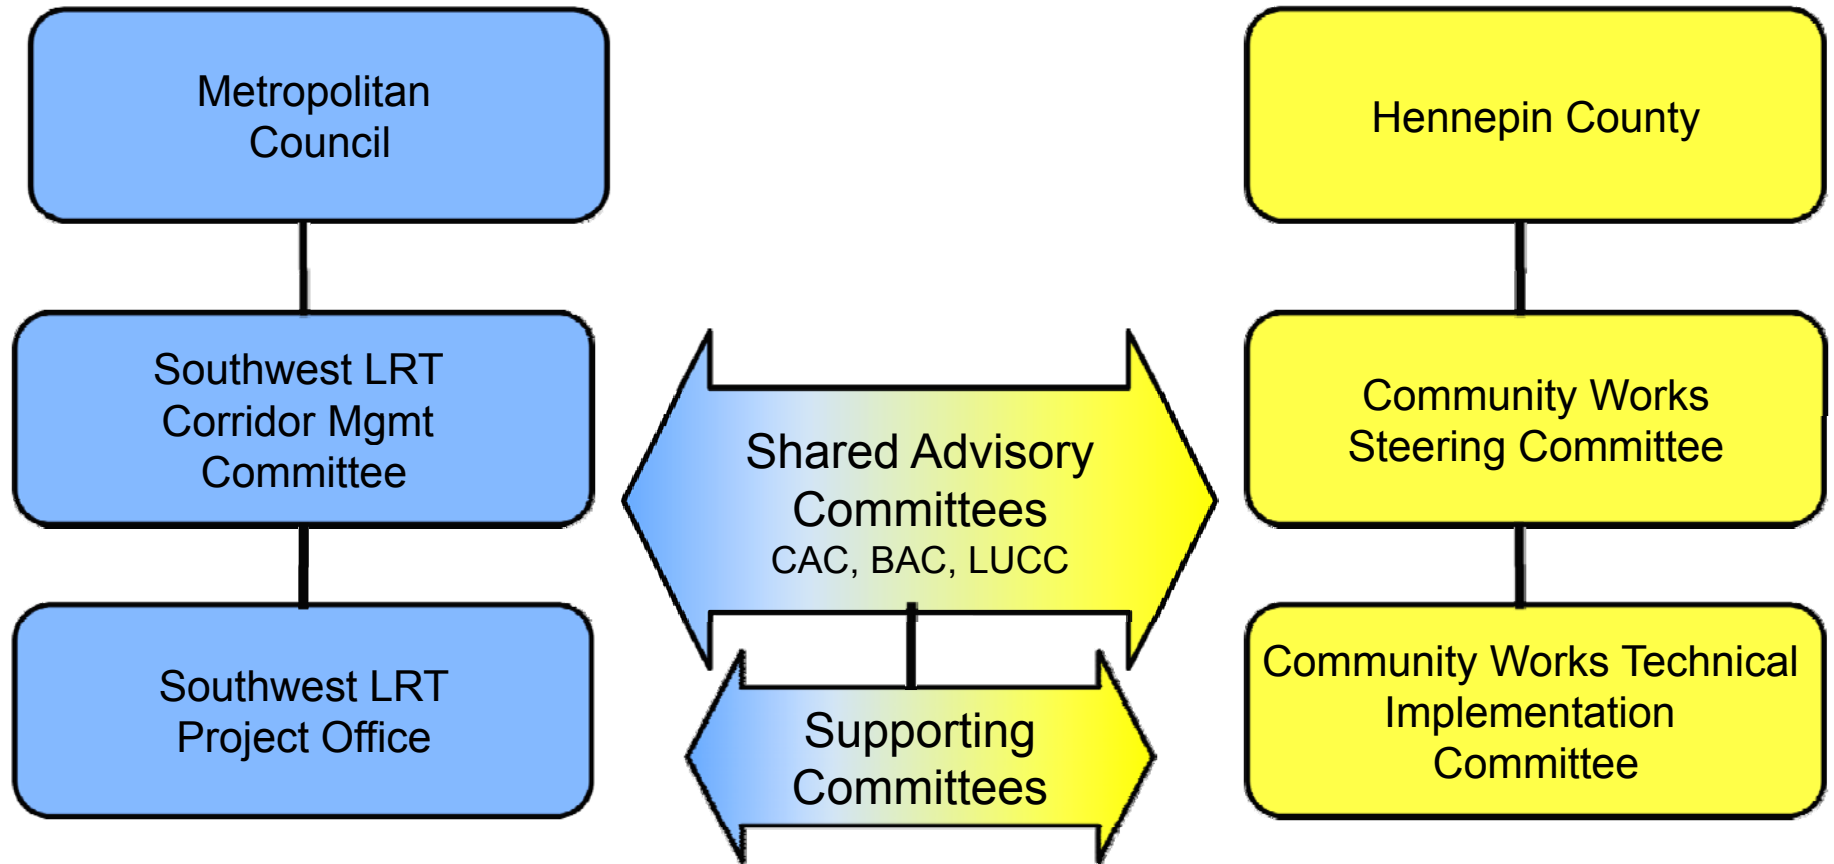 Metropolitan
Council
Hennepin County
Southwest LRT
Corridor Mgmt
Committee
Shared Advisory
Committees
CAC, BAC, LUCC
Community Works
Steering Committee
Southwest LRT
Project Office
Supporting
Committees
Community Works Technical
Implementation
Committee